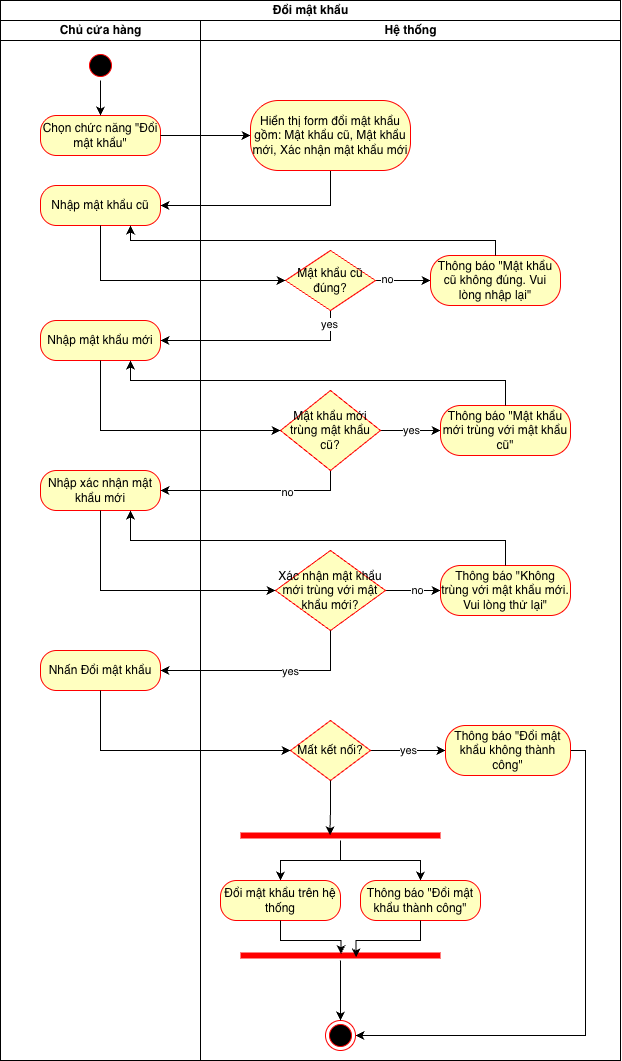 Đổi mật khẩu
Chủ cửa hàng
Hệ thống
Chọn chức năng "Đổi
mật khẩu"
Hiển thị form đổi mật khẩu
gồm: Mật khẩu cũ, Mật khẩu
mới, Xác nhận mật khẩu mới
Nhập mật khẩu cũ
Mật khẩu cũ
đúng?
no
Thông báo "Mật khẩu
cũ không đúng. Vui
lòng nhập lại"
yes
Nhập mật khẩu mới
Mật khẩu mới
trùng mật khẩu
cũ?
yes
Thông báo "Mật khẩu
mới trùng với mật khẩu
cũ"
no
Nhập xác nhận mật
khẩu mới
Xác nhận mật khẩu
mới trùng với mật
khẩu mới?
no
Thông báo "Không
trùng với mật khẩu mới.
Vui lòng thử lại"
yes
Nhấn Đổi mật khẩu
Mất kết nối?
yes
Thông báo "Đổi mật
khẩu không thành
công"
Đổi mật khẩu trên hệ
thống
Thông báo "Đổi mật
khẩu thành công"